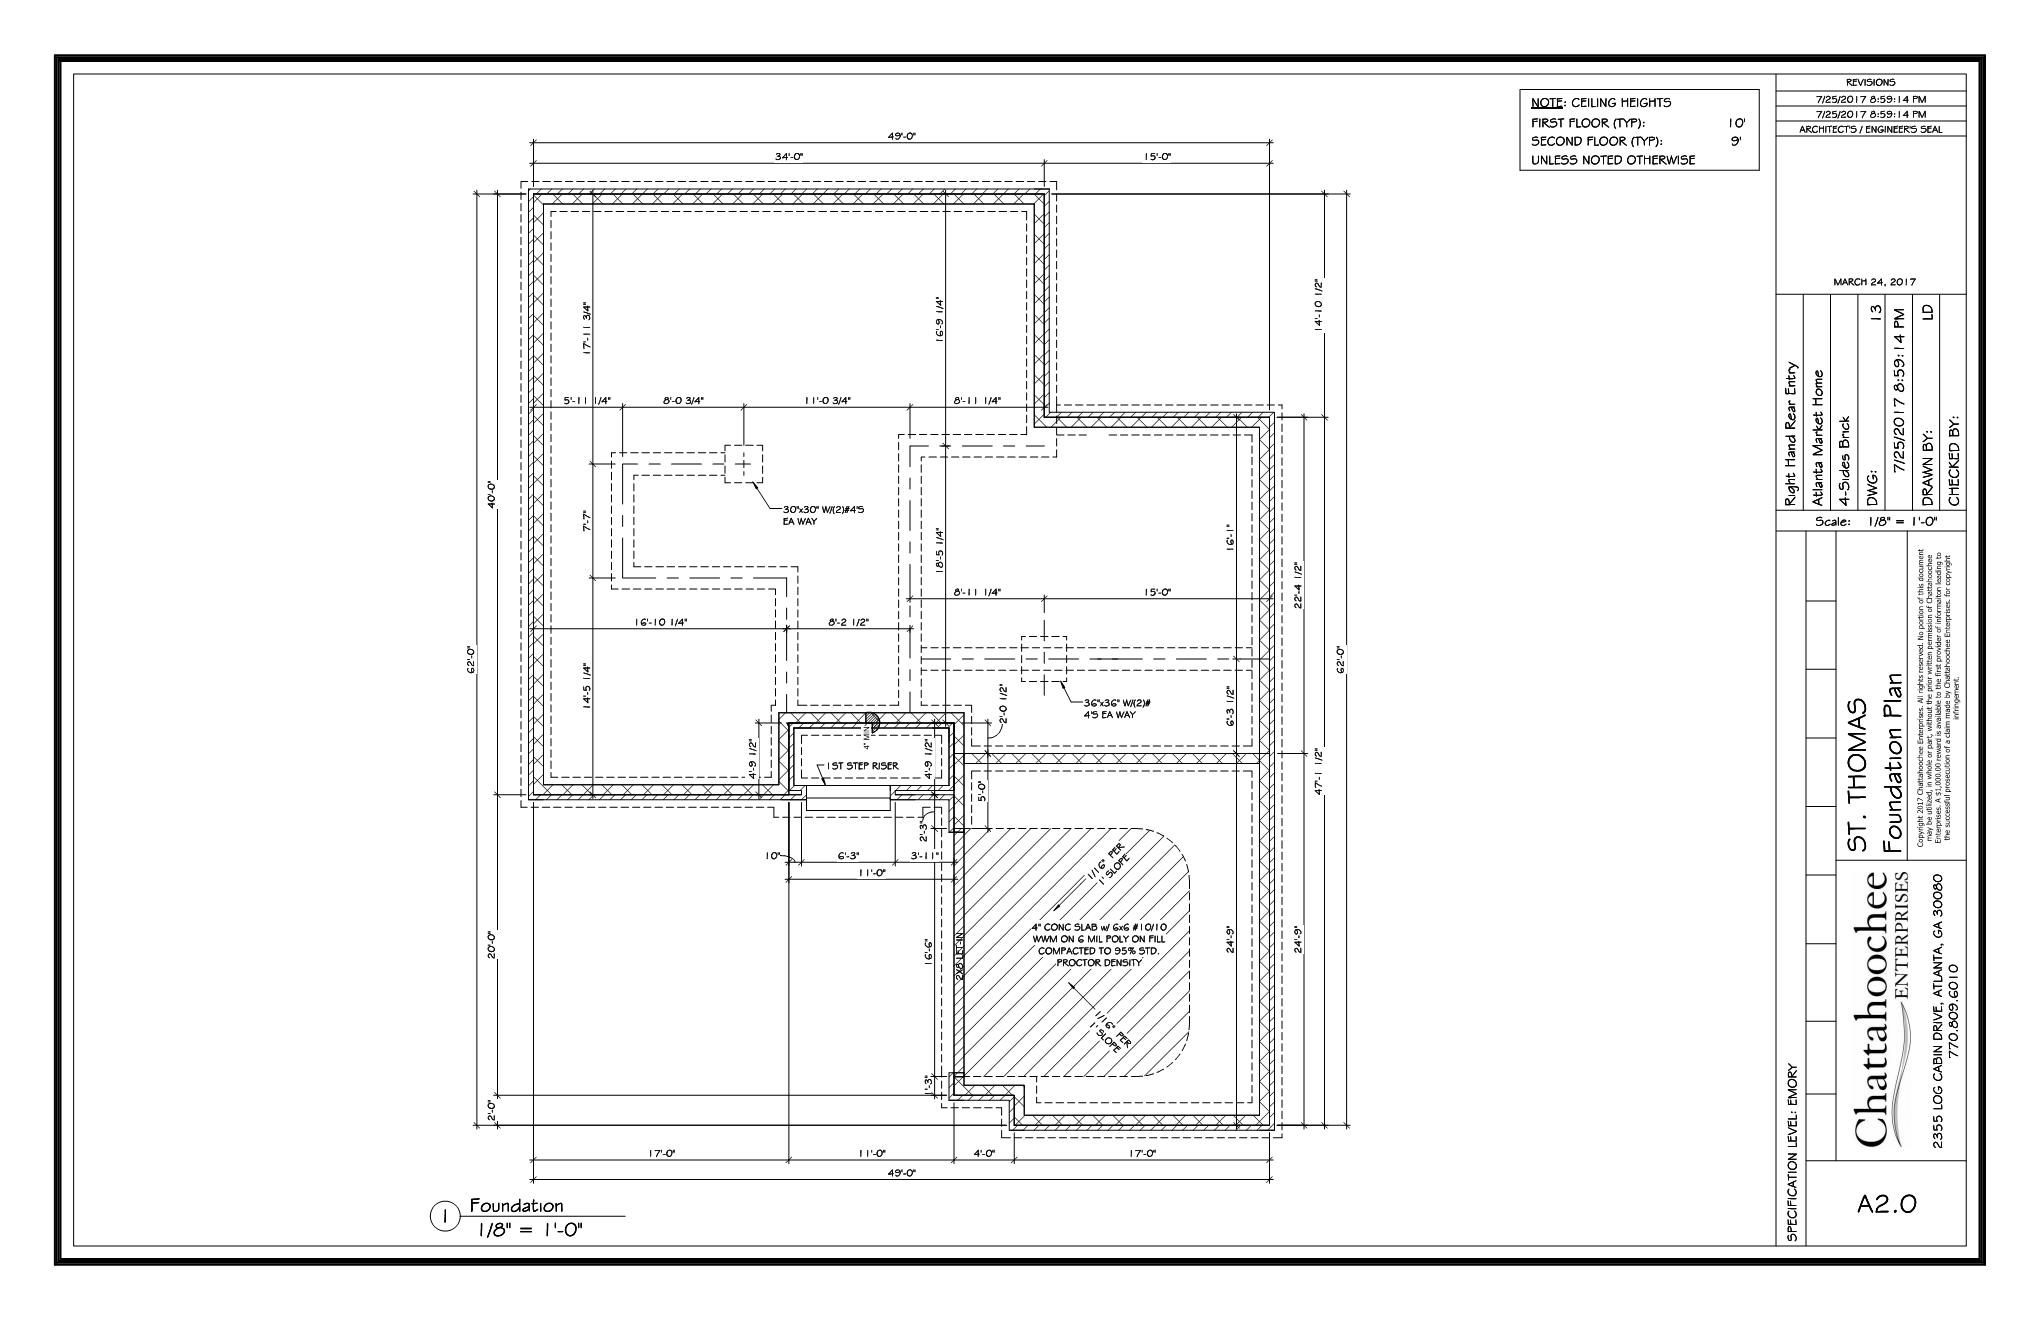 NOTE: CEILING HEIGHTS
FIRST FLOOR (TYP): 10'
SECOND FLOOR (TYP): 9'
UNLESS NOTED OTHERWISE
49'-0"
34'-0"
15'-0"
17'-11 3/4"
16'-9 1/4"
14'-10 1/2"
5'-11 1/4"
8'-0 3/4"
11'-0 3/4"
8'-11 1/4"
40'-0"
62'-0"
7'-7"
30"x30" W/(2)#4'S
EA WAY
18'-5 1/4"
16'-1"
8'-11 1/4"
15'-0"
22'-4 1/2"
16'-10 1/4"
8'-2 1/2"
14'-5 1/4"
62'-0"
36"x36" W/(2)#
4'S EA WAY
2'-0 1/2"
6'-3 1/2"
4'-9 1/2"
4" MIN
4'-9 1/2"
1ST STEP RISER
5'-0"
47'-1 1/2"
2'-3"
10"
6'-3"
3'-11"
11'-0"
1/16" PER
1' SLOPE
4" CONC SLAB w/ 6x6 #10/10
WWM ON 6 MIL POLY ON FILL
COMPACTED TO 95% STD.
PROCTOR DENSITY
1/16" PER
1' SLOPE
20'-0"
16'-6"
2X8 LET-IN
24'-9"
24'-9"
1'-3"
2'-0"
17'-0"
11'-0"
4'-0"
17'-0"
49'-0"
1
Foundation
1/8" = 1'-0"
REVISIONS
7/25/2017 8:59:14 PM
7/25/2017 8:59:14 PM
ARCHITECT'S / ENGINEER'S SEAL
MARCH 24, 2017
Right Hand Rear Entry
Atlanta Market Home
4-Sides Brick
DWG: 13
7/25/2017 8:59:14 PM
DRAWN BY: LD
CHECKED BY:
Scale: 1/8" = 1'-0"
ST. THOMAS
Foundation Plan
Copyright 2017 Chattahoochee Enterprises. All rights reserved. No portion of this document
may be utilized, in whole or part, without the prior written permission of Chattahoochee
Enterprises. A $1,000.00 reward is available to the first provider of information leading to
the successful prosecution of a claim made by Chattahoochee Enterprises. for copyright
infringement.
Chattahoochee
ENTERPRISES
2355 LOG CABIN DRIVE, ATLANTA, GA 30080
770.809.6010
SPECIFICATION LEVEL: EMORY
A2.0